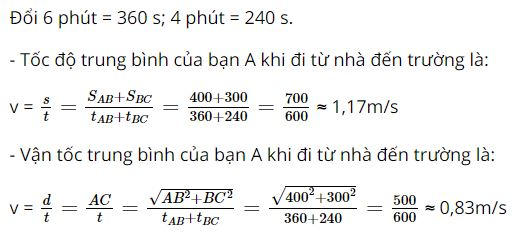 Đổi 6 phút = 360 s; 4 phút = 240 s.
- Tốc độ trung bình của bạn A khi đi từ nhà đến trường là:
v = $\frac{s}{t} = \frac{S_{AB}+S_{BC}}{t_{AB}+t_{BC}} = \frac{400+300}{360+240} = \frac{700}{600}$ ≈ 1,17m/s
- Vận tốc trung bình của bạn A khi đi từ nhà đến trường là:
v = $\frac{d}{t} = \frac{AC}{t} = \frac{\sqrt{AB^2+BC^2}}{t_{AB}+t_{BC}} = \frac{\sqrt{400^2+300^2}}{360+240} = \frac{500}{600}$ ≈ 0,83m/s